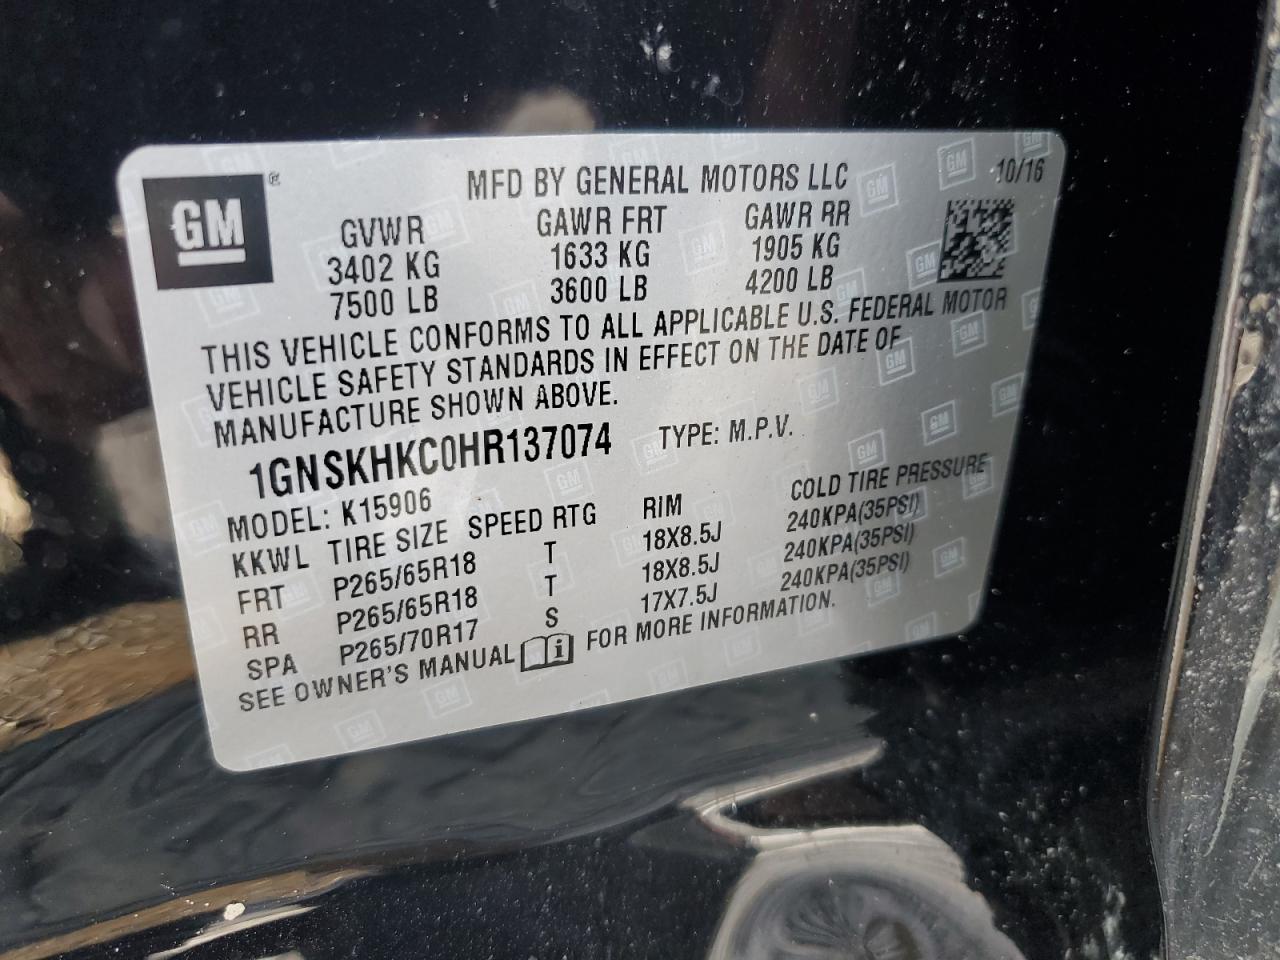 GM ®
MFD BY GENERAL MOTORS LLC 10/16
GVWR GAWR FRT GAWR RR
3402 KG 1633 KG 1905 KG
7500 LB 3600 LB 4200 LB
THIS VEHICLE CONFORMS TO ALL APPLICABLE U.S. FEDERAL MOTOR
VEHICLE SAFETY STANDARDS IN EFFECT ON THE DATE OF
MANUFACTURE SHOWN ABOVE.
1GNSKHKC0HR137074 TYPE: M.P.V.
MODEL: K15906
KKWL TIRE SIZE SPEED RTG RIM COLD TIRE PRESSURE
FRT P265/65R18 T 18X8.5J 240KPA(35PSI)
RR P265/65R18 T 18X8.5J 240KPA(35PSI)
SPA P265/70R17 S 17X7.5J 240KPA(35PSI)
SEE OWNER'S MANUAL i FOR MORE INFORMATION.